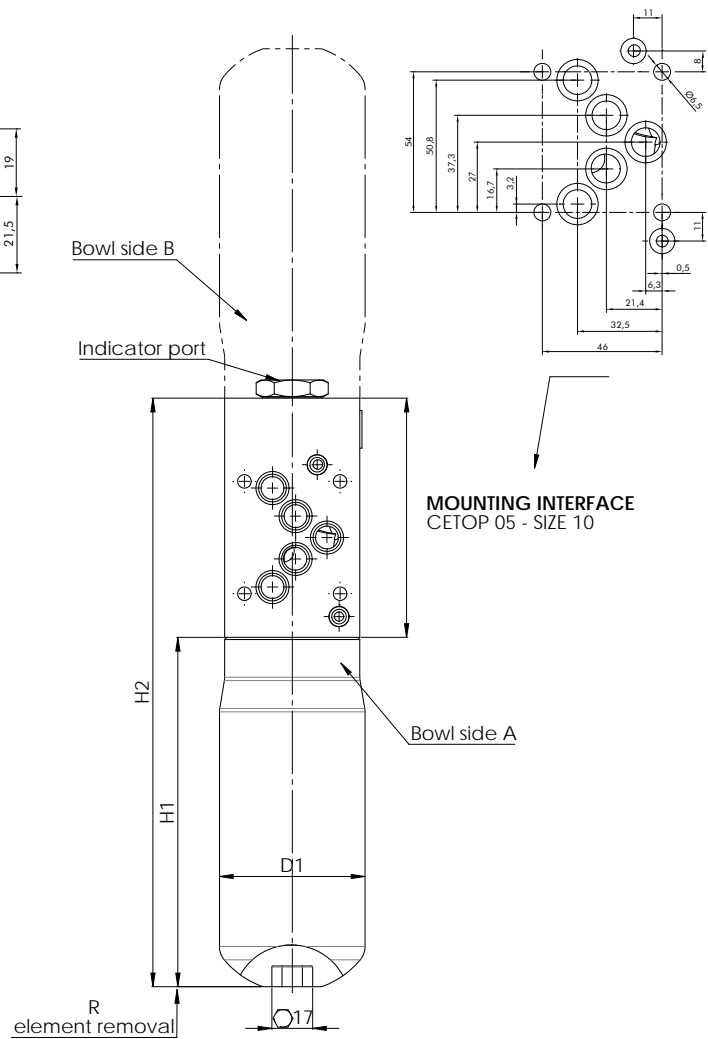 11
8
Ø6,5
54
50,8
37,3
27
16,7
3,2
11
0,5
6,3
21,4
32,5
46
19
21,5
Bowl side B
Indicator port
MOUNTING INTERFACE
CETOP 05 - SIZE 10
H2
H1
Bowl side A
D1
R
element removal
17